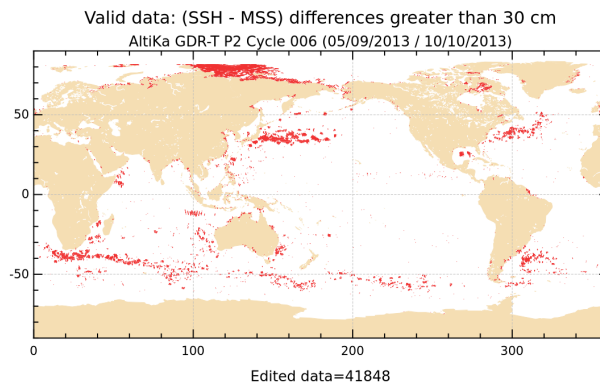 Valid data: (SSH - MSS) differences greater than 30 cm
AltiKa GDR-T P2 Cycle 006 (05/09/2013 / 10/10/2013)
50
0
-50
0 100 200 300
Edited data=41848